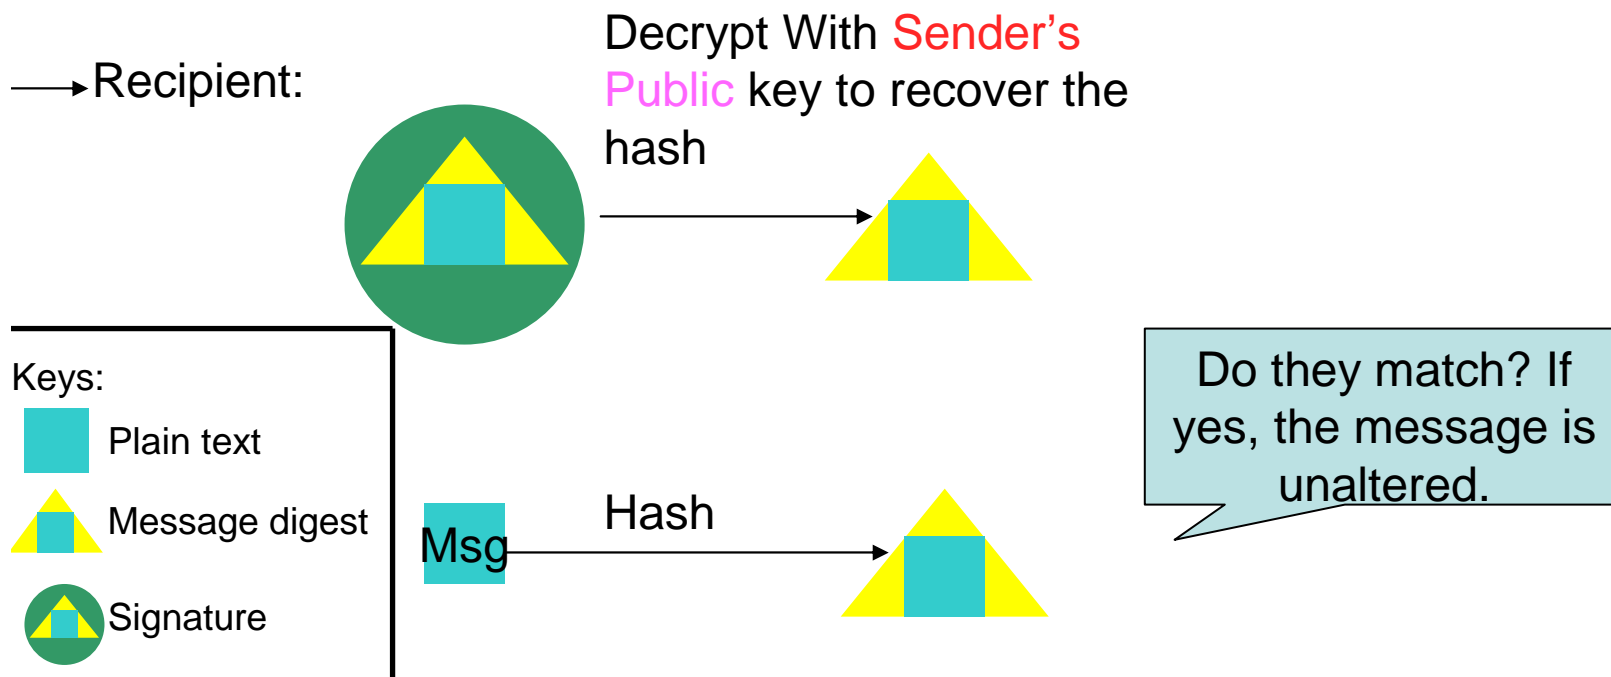 Recipient:
Decrypt With Sender’s
Public key to recover the
hash
Keys:
Plain text
Message digest
Signature
Msg
Hash
Do they match? If
yes, the message is
unaltered.